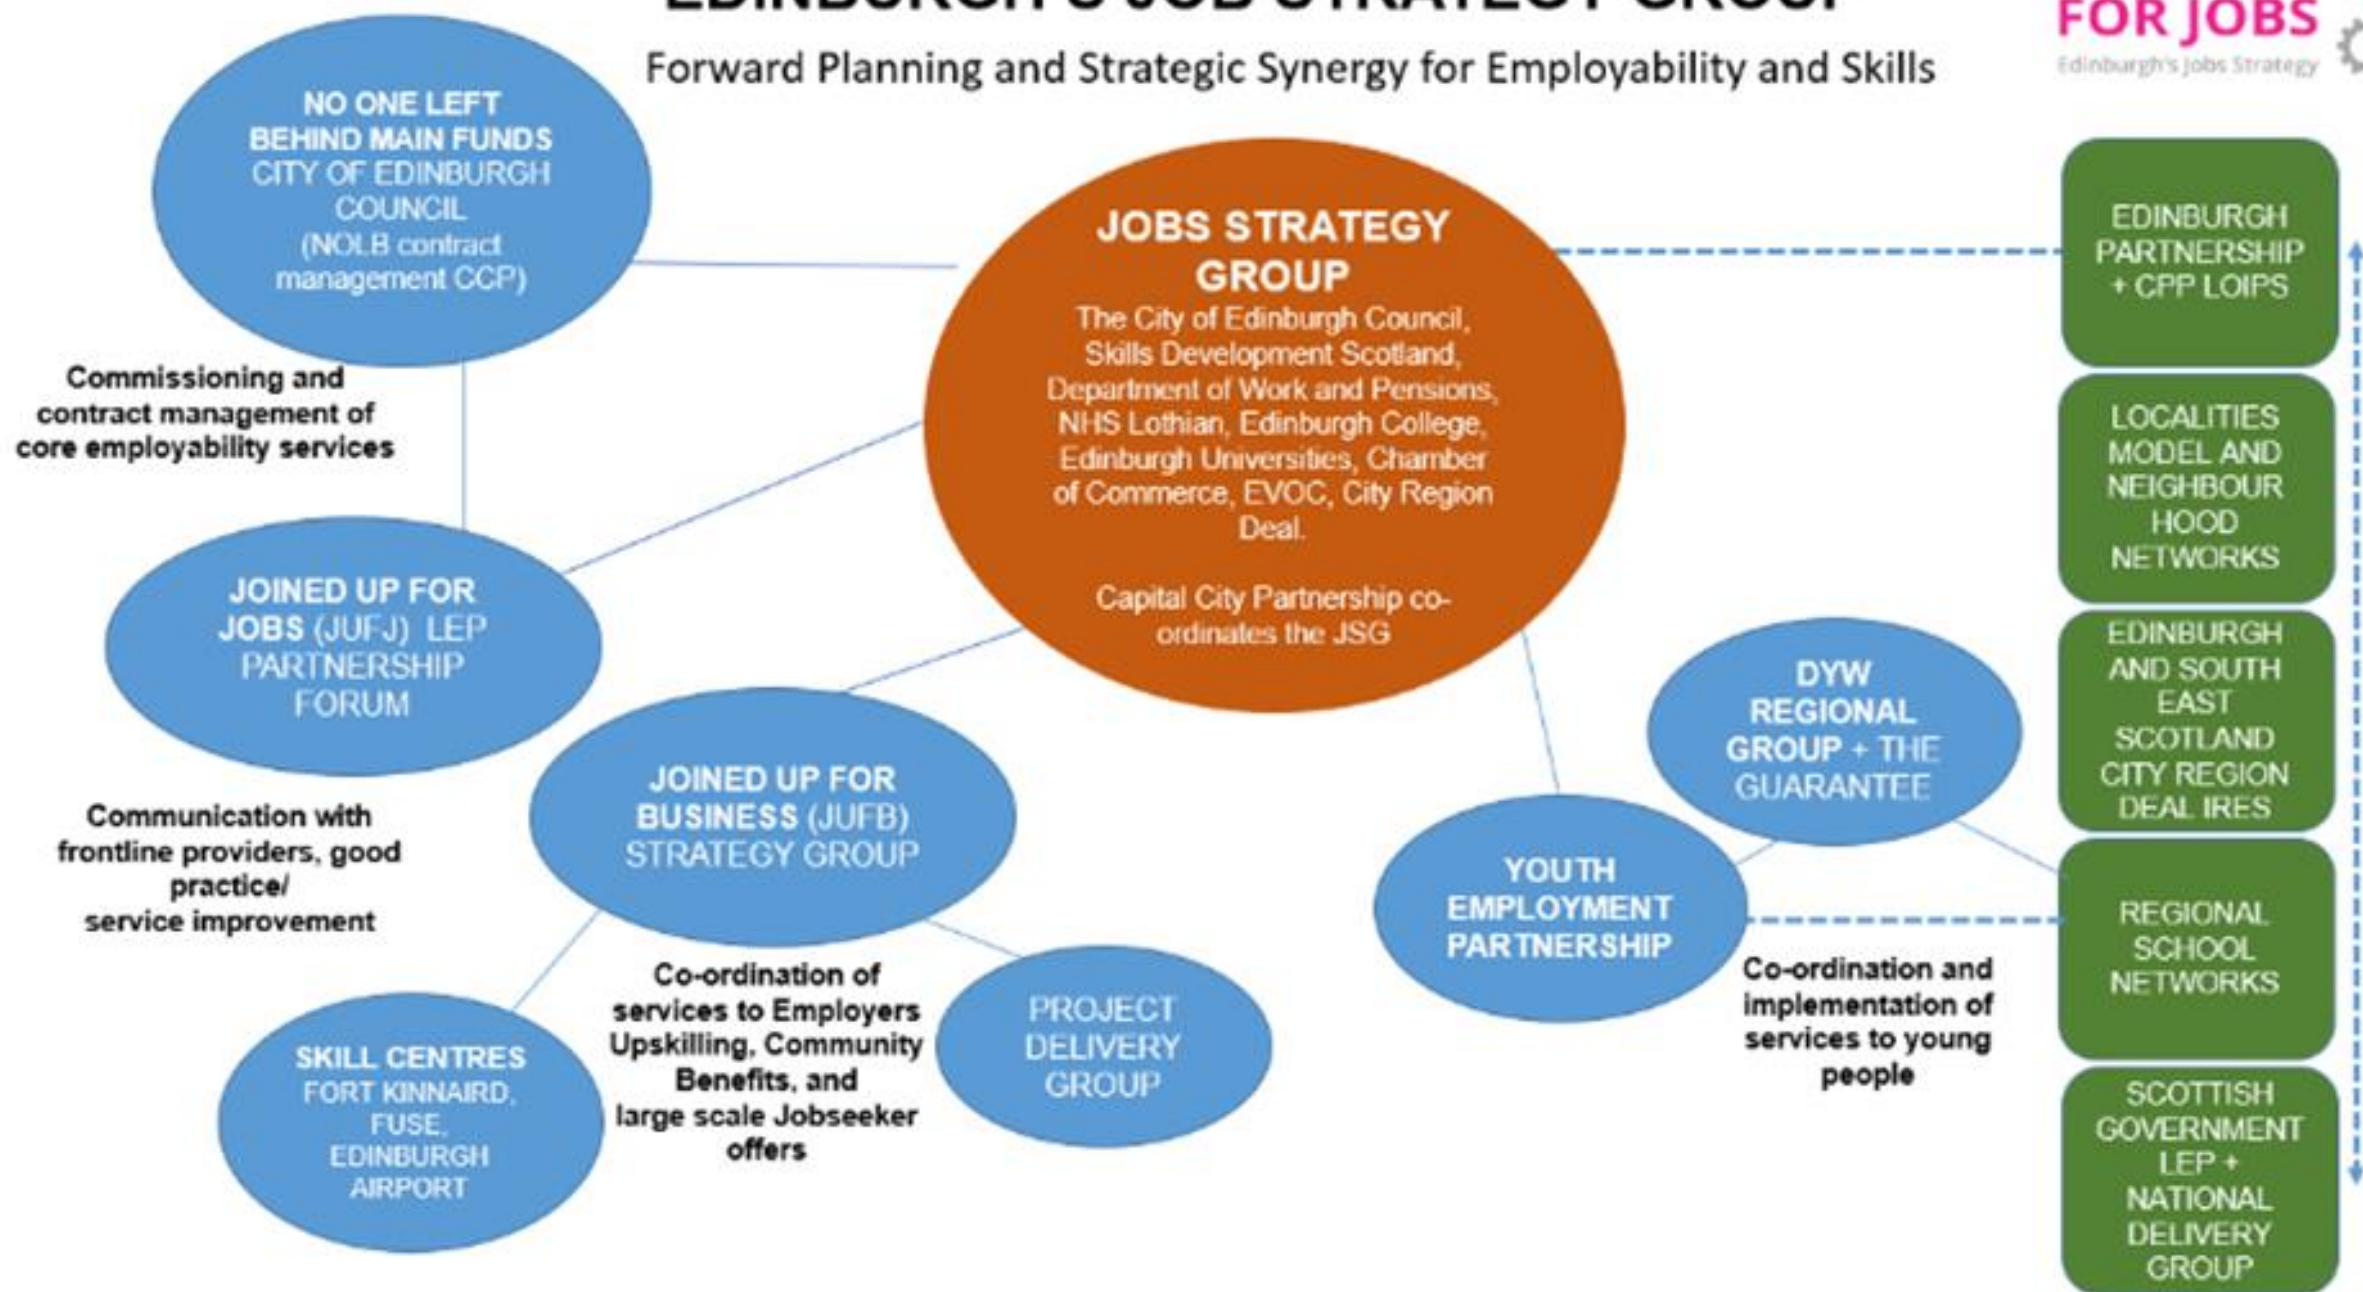 EDINBURGH'S JOB STRATEGY GROUP
Forward Planning and Strategic Synergy for Employability and Skills
FOR JOBS
Edinburgh's Jobs Strategy
NO ONE LEFT
BEHIND MAIN FUNDS
CITY OF EDINBURGH
COUNCIL
(NOLB contract
management CCP)
Commissioning and
contract management of
core employability services
JOBS STRATEGY
GROUP
The City of Edinburgh Council,
Skills Development Scotland,
Department of Work and Pensions,
NHS Lothian, Edinburgh College,
Edinburgh Universities, Chamber
of Commerce, EVOC, City Region
Deal.
Capital City Partnership co-
ordinates the JSG
JOINED UP FOR
JOBS (JUFJ) LEP
PARTNERSHIP
FORUM
Communication with
frontline providers, good
practice/
service improvement
JOINED UP FOR
BUSINESS (JUFB)
STRATEGY GROUP
SKILL CENTRES
FORT KINNAIRD,
FUSE,
EDINBURGH
AIRPORT
Co-ordination of
services to Employers
Upskilling, Community
Benefits, and
large scale Jobseeker
offers
PROJECT
DELIVERY
GROUP
YOUTH
EMPLOYMENT
PARTNERSHIP
DYW
REGIONAL
GROUP + THE
GUARANTEE
Co-ordination and
implementation of
services to young
people
EDINBURGH
PARTNERSHIP
+ CPP LOIPS
LOCALITIES
MODEL AND
NEIGHBOUR
HOOD
NETWORKS
EDINBURGH
AND SOUTH
EAST
SCOTLAND
CITY REGION
DEAL IRES
REGIONAL
SCHOOL
NETWORKS
SCOTTISH
GOVERNMENT
LEP +
NATIONAL
DELIVERY
GROUP